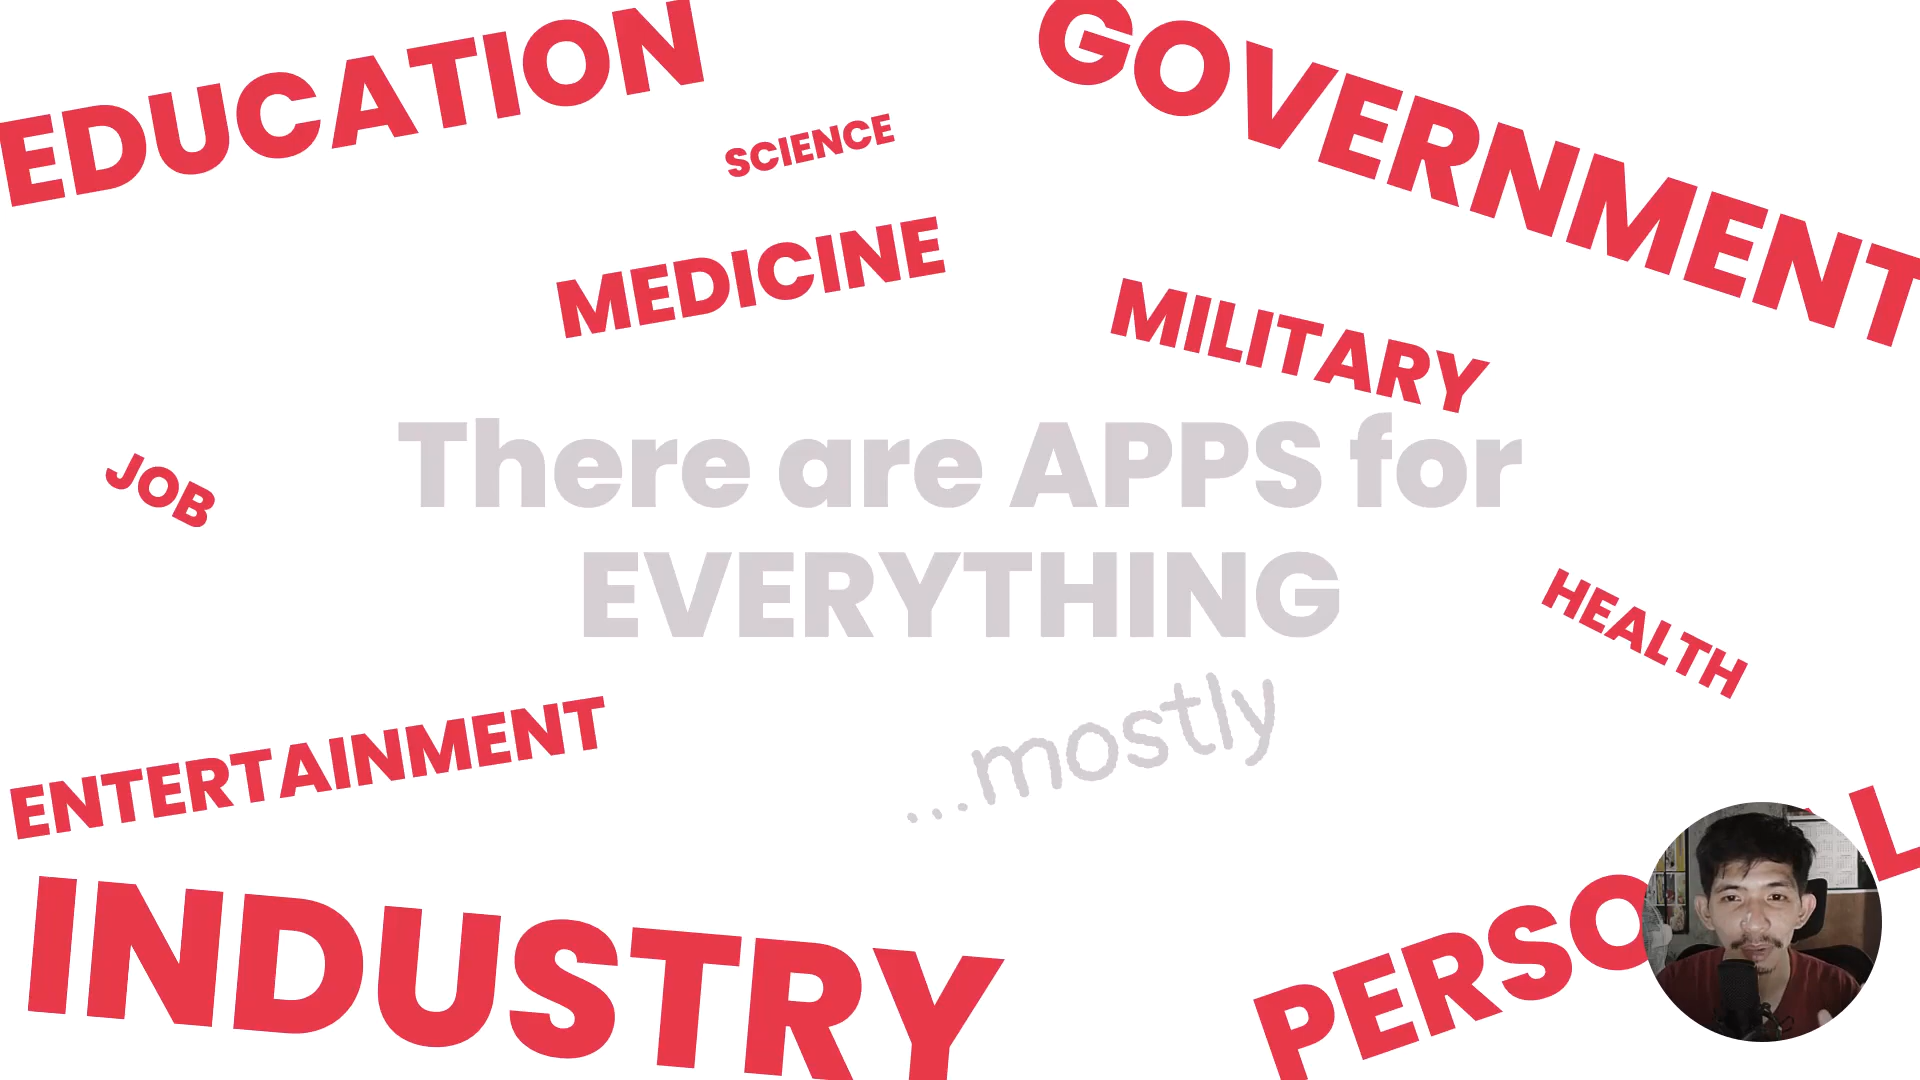 EDUCATION
GOVERNMENT
SCIENCE
MEDICINE
MILITARY
There are APPS for
JOB
EVERYTHING
HEALTH
...mostly
ENTERTAINMENT
INDUSTRY